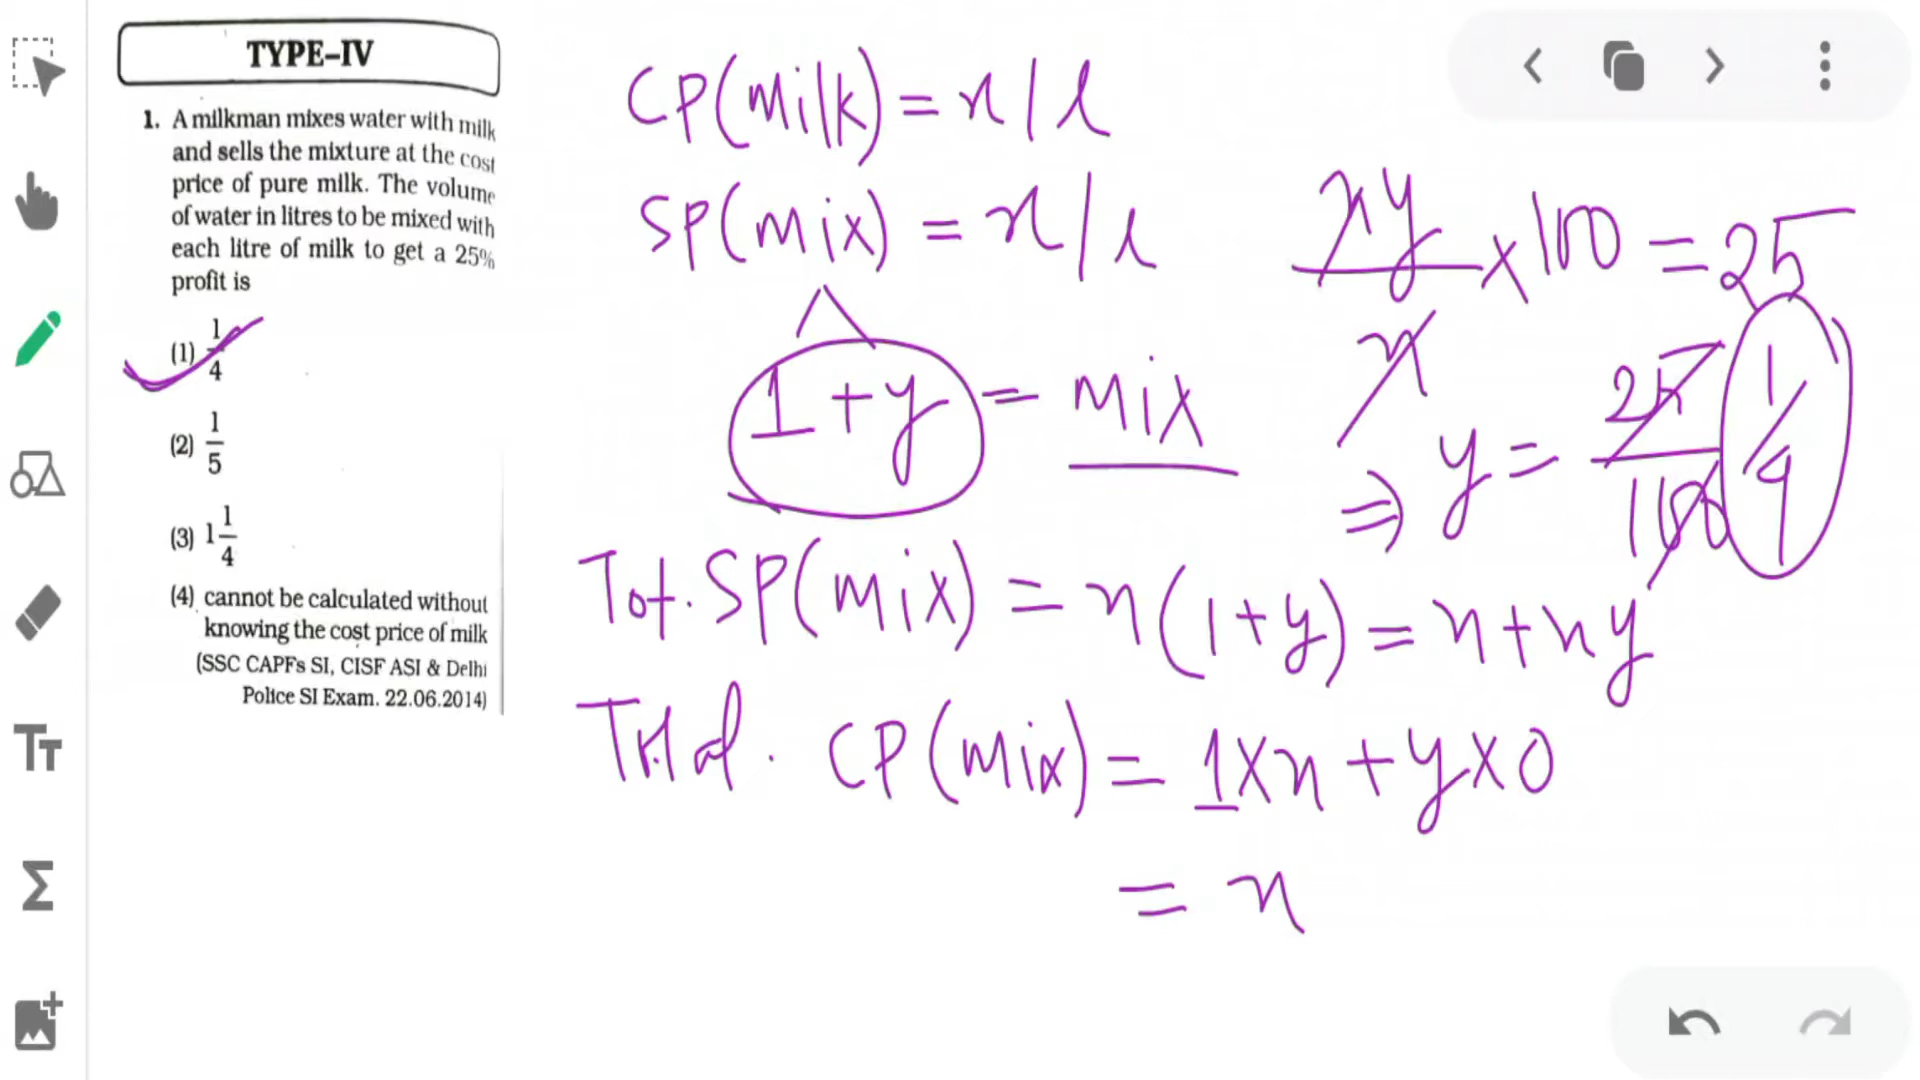 TYPE–IV
1. A milkman mixes water with milk
and sells the mixture at the cost
price of pure milk. The volume
of water in litres to be mixed with
each litre of milk to get a 25%
profit is
(1) 1/4
(2) 1/5
(3) 1 1/4
(4) cannot be calculated without
knowing the cost price of milk
(SSC CAPFs SI, CISF ASI & Delhi
Police SI Exam. 22.06.2014)
CP(Milk) = x/l
SP(Mix) = x/l
1+y = Mix
Tot. SP(Mix) = x(1+y) = x+xy
Total. CP(Mix) = 1×x + y×0
= x
xy/x × 100 = 25
⇒ y = 25/100 1/4